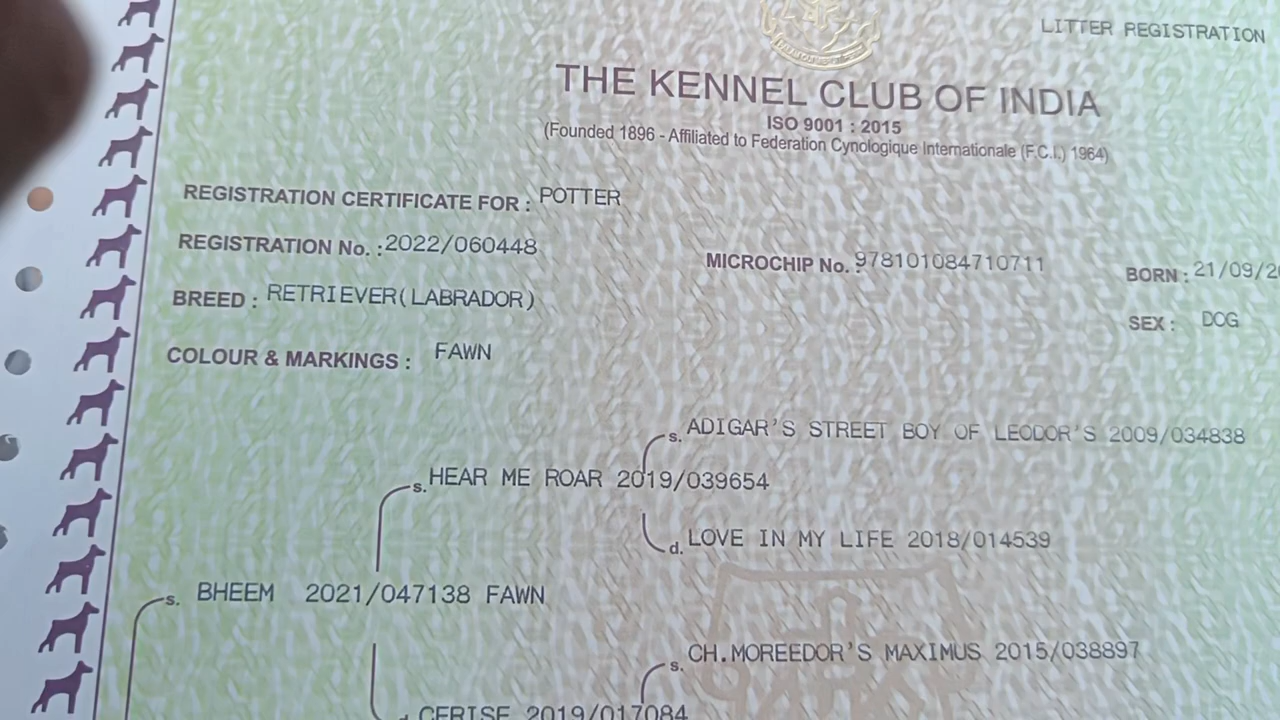 LITTER REGISTRATION
THE KENNEL CLUB OF INDIA
ISO 9001 : 2015
(Founded 1896 - Affiliated to Federation Cynologique Internationale (F.C.I.) 1964)
REGISTRATION CERTIFICATE FOR : POTTER
REGISTRATION No. : 2022/060448
MICROCHIP No. : 978101084710711
BORN : 21/09/2
BREED : RETRIEVER(LABRADOR)
SEX : DOG
COLOUR & MARKINGS : FAWN
s. ADIGAR'S STREET BOY OF LEODOR'S 2009/034838
s. HEAR ME ROAR 2019/039654
d. LOVE IN MY LIFE 2018/014539
s. BHEEM 2021/047138 FAWN
s. CH.MOREEDOR'S MAXIMUS 2015/038897
d CERISE 2019/017084